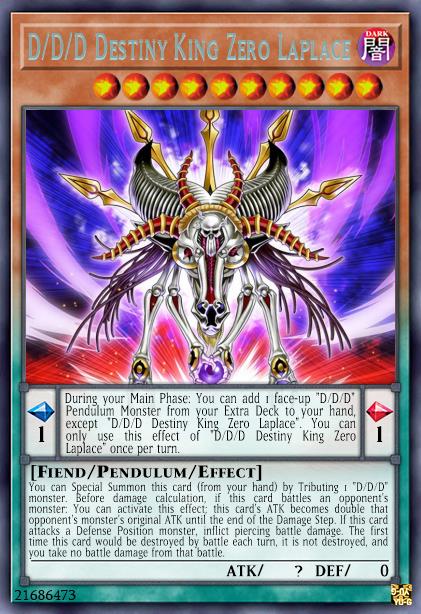 D/D/D Destiny King Zero Laplace
DARK
闇
During your Main Phase: You can add 1 face-up "D/D/D"
Pendulum Monster from your Extra Deck to your hand,
except "D/D/D Destiny King Zero Laplace". You can
only use this effect of "D/D/D Destiny King Zero
Laplace" once per turn.
1
1
[Fiend/Pendulum/Effect]
You can Special Summon this card (from your hand) by Tributing 1 "D/D/D"
monster. Before damage calculation, if this card battles an opponent's
monster: You can activate this effect; this card's ATK becomes double that
opponent's monster's original ATK until the end of the Damage Step. If this card
attacks a Defense Position monster, inflict piercing battle damage. The first
time this card would be destroyed by battle each turn, it is not destroyed, and
you take no battle damage from that battle.
ATK/ ? DEF/ 0
21686473